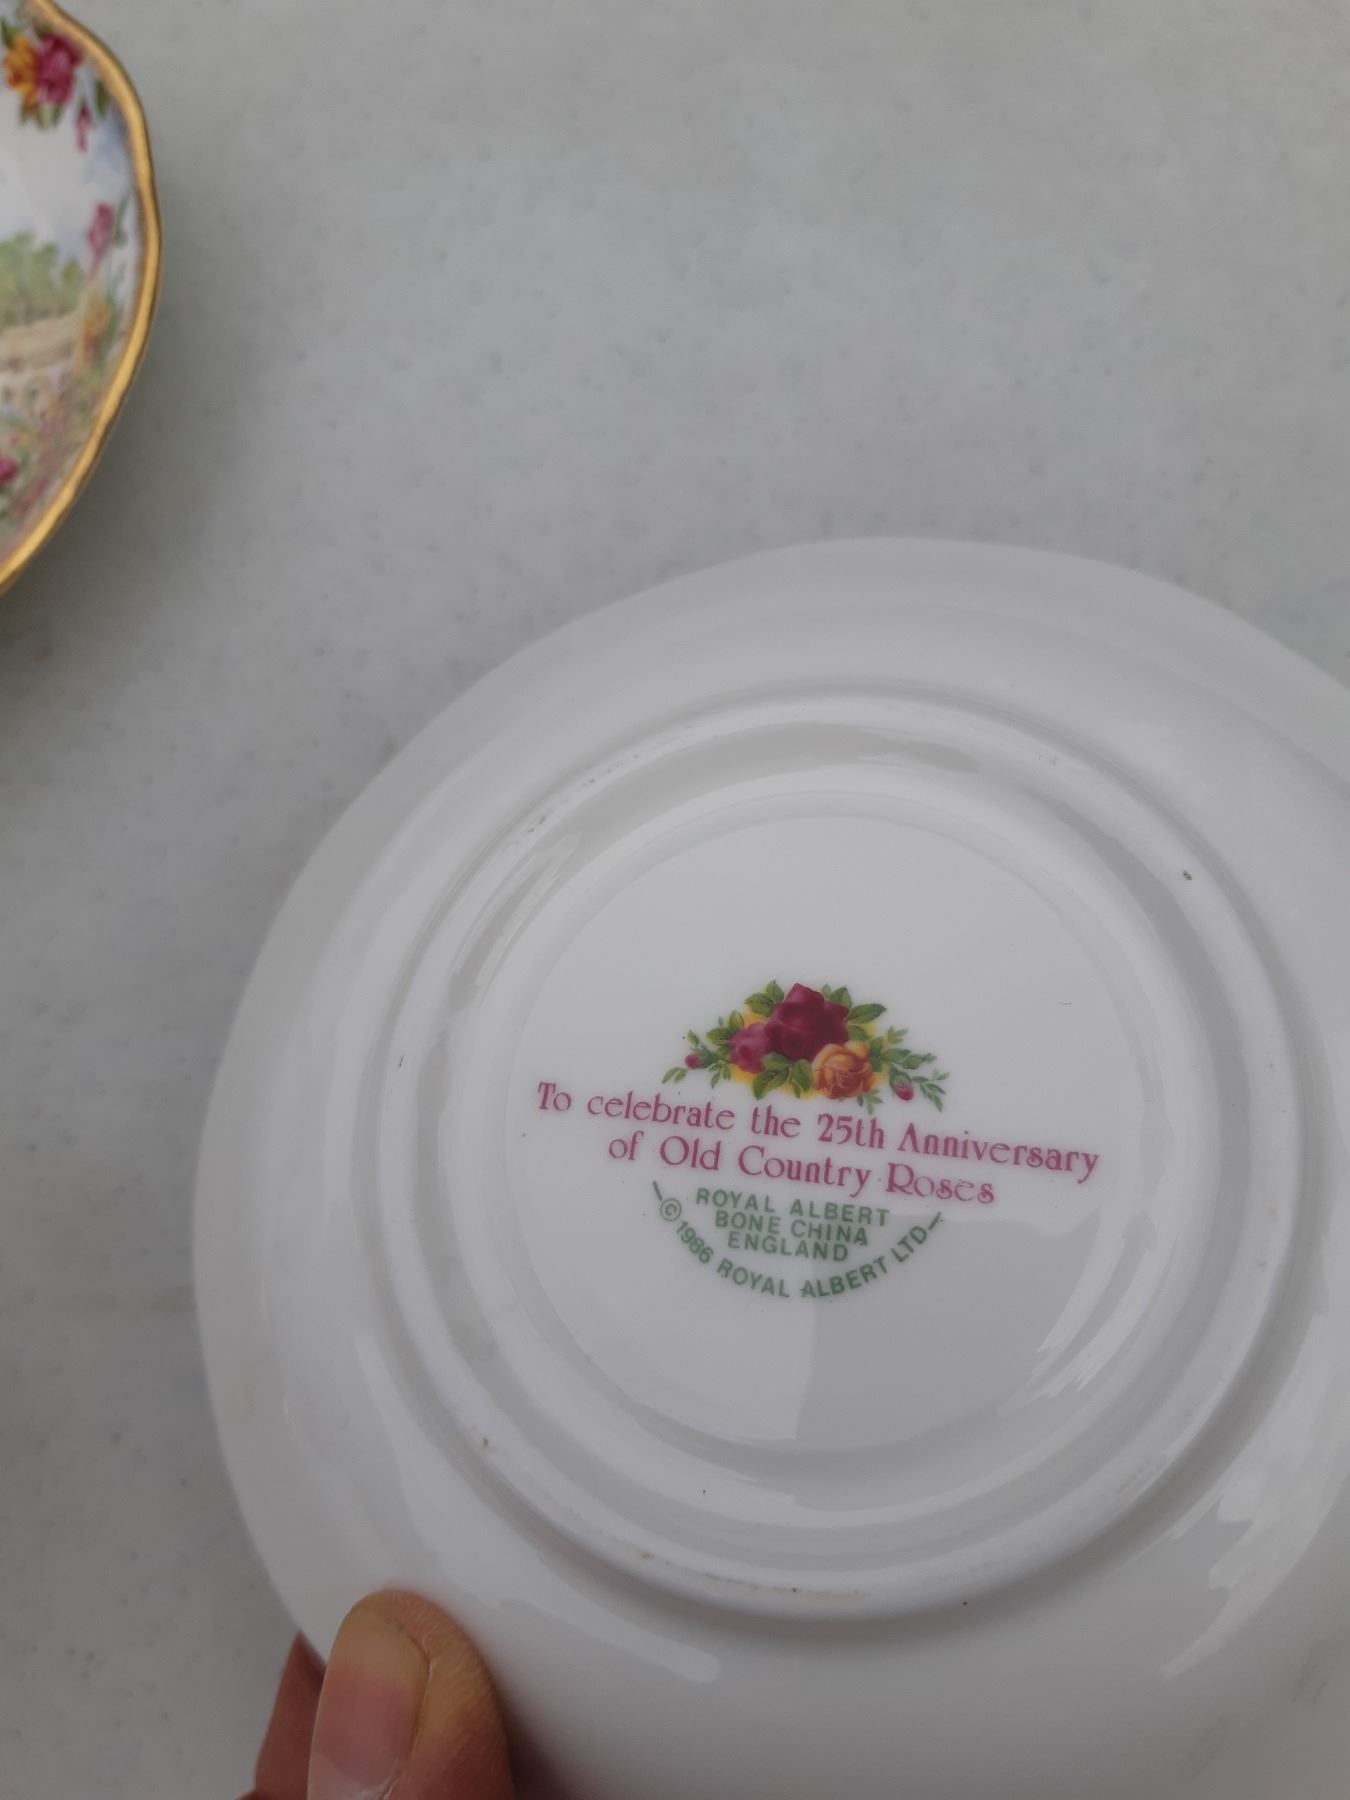 To celebrate the 25th Anniversary
of Old Country Roses
ROYAL ALBERT
BONE CHINA
ENGLAND
© 1986 ROYAL ALBERT LTD